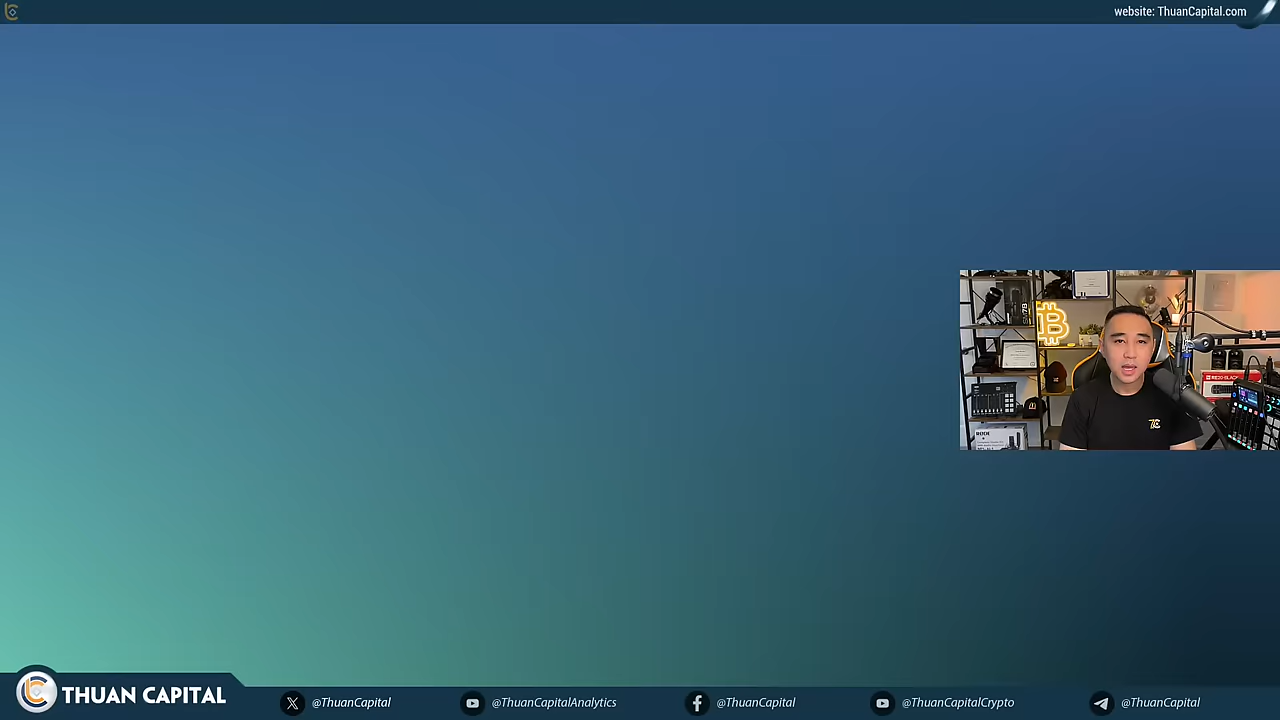 website: ThuanCapital.com
THUAN CAPITAL
@ThuanCapital
@ThuanCapitalAnalytics
@ThuanCapital
@ThuanCapitalCrypto
@ThuanCapital